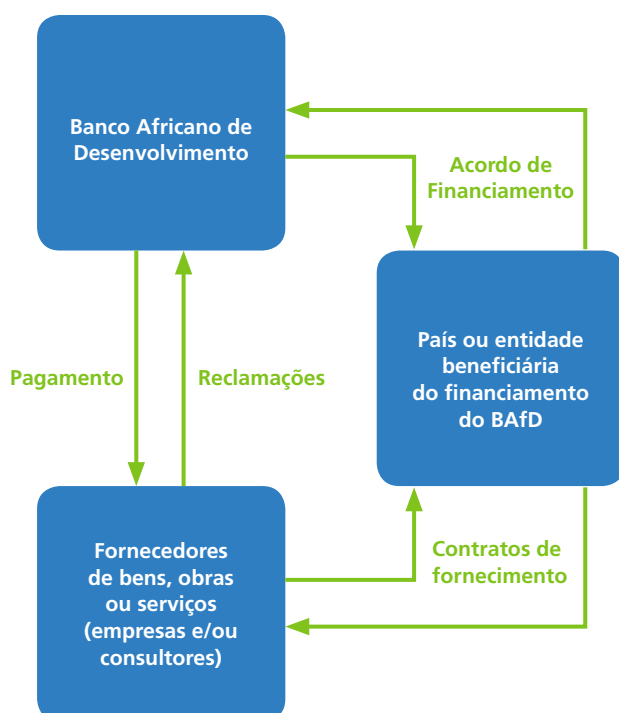 Banco Africano de
Desenvolvimento
Acordo de
Financiamento
País ou entidade
beneficiária
do financiamento
do BAfD
Pagamento
Reclamações
Fornecedores
de bens, obras
ou serviços
(empresas e/ou
consultores)
Contratos de
fornecimento